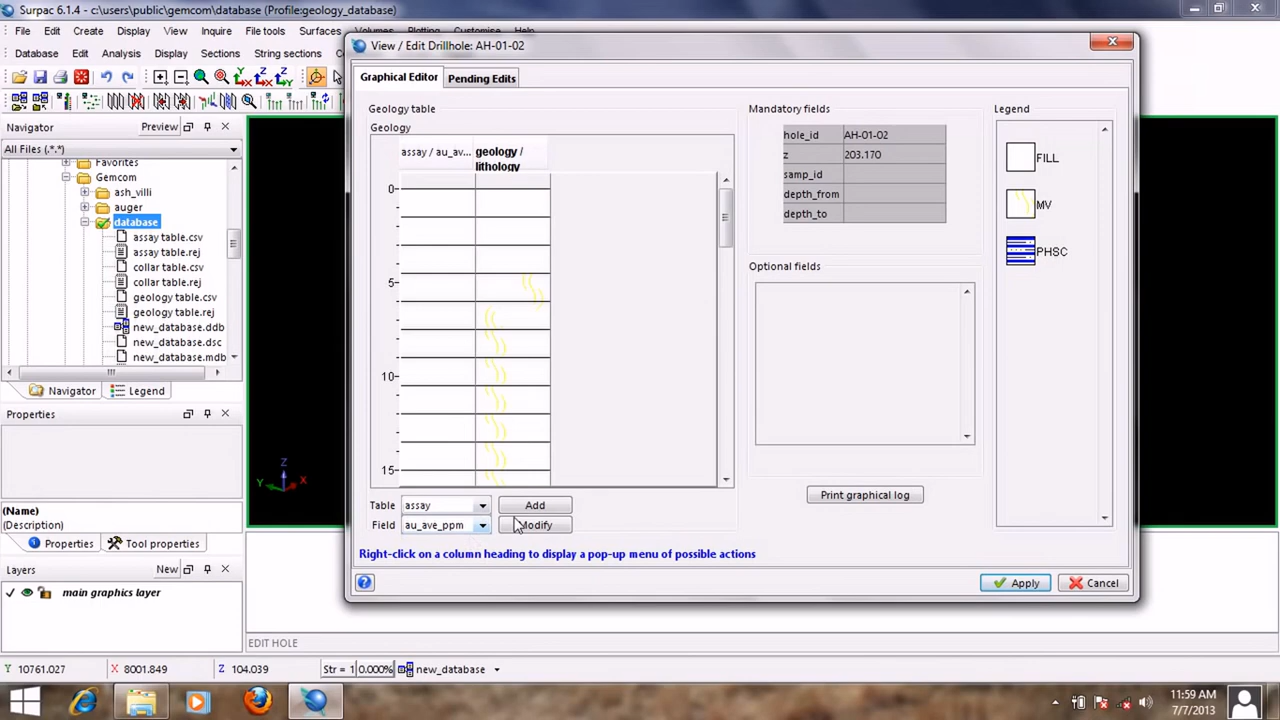 Surpac 6.1.4 - c:\users\public\gemcom\database (Profile:geology_database)
File Edit Create Display View Inquire File tools Surfaces Volumes Plotting Customise
Database Edit Analysis Display Sections String sections
View / Edit Drillhole: AH-01-02
Graphical Editor Pending Edits
Navigator Preview
All Files (*.*)
Favorites
Gemcom
ash_villi
auger
database
assay table.csv
assay table.rej
collar table.csv
collar table.rej
geology table.csv
geology table.rej
new_database.ddb
new_database.dsc
new_database.mdb
Navigator Legend
Properties
(Name)
(Description)
Properties Tool properties
Layers New
main graphics layer
Z
Y X
Geology table
Geology
assay / au_av... geology / lithology
0
5
10
15
Table assay Add
Field au_ave_ppm Modify
Right-click on a column heading to display a pop-up menu of possible actions
Mandatory fields
hole_id AH-01-02
z 203.170
samp_id
depth_from
depth_to
Optional fields
Print graphical log
Legend
FILL
MV
PHSC
Apply Cancel
EDIT HOLE
Y 10761.027 X 8001.849 Z 104.039 Str = 1 0.000% new_database
11:59 AM
7/7/2013